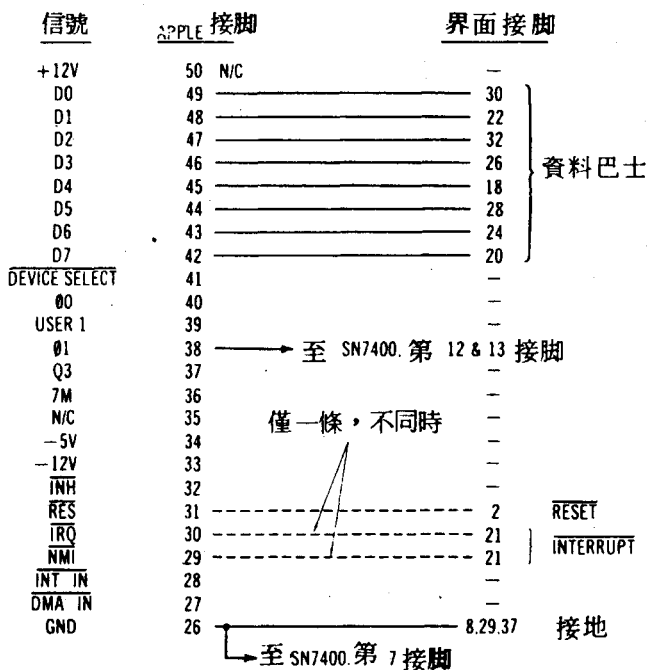 信號 APPLE 接脚 界面接脚
+12V 50 N/C —
D0 49 30
D1 48 22
D2 47 32
D3 46 26
資料巴士
D4 45 18
D5 44 28
D6 43 24
D7 42 20
DEVICE SELECT 41 —
Ø0 40 —
USER 1 39 —
Ø1 38 至 SN7400. 第 12 & 13 接脚
Q3 37 —
7M 36 —
N/C 35 —
僅一條，不同時
−5V 34 —
−12V 33 —
INH 32 —
RES 31 2 RESET
IRQ 30 21
INTERRUPT
NMI 29 21
INT IN 28 —
DMA IN 27 —
GND 26 8.29.37 接地
至 SN7400. 第 7 接脚